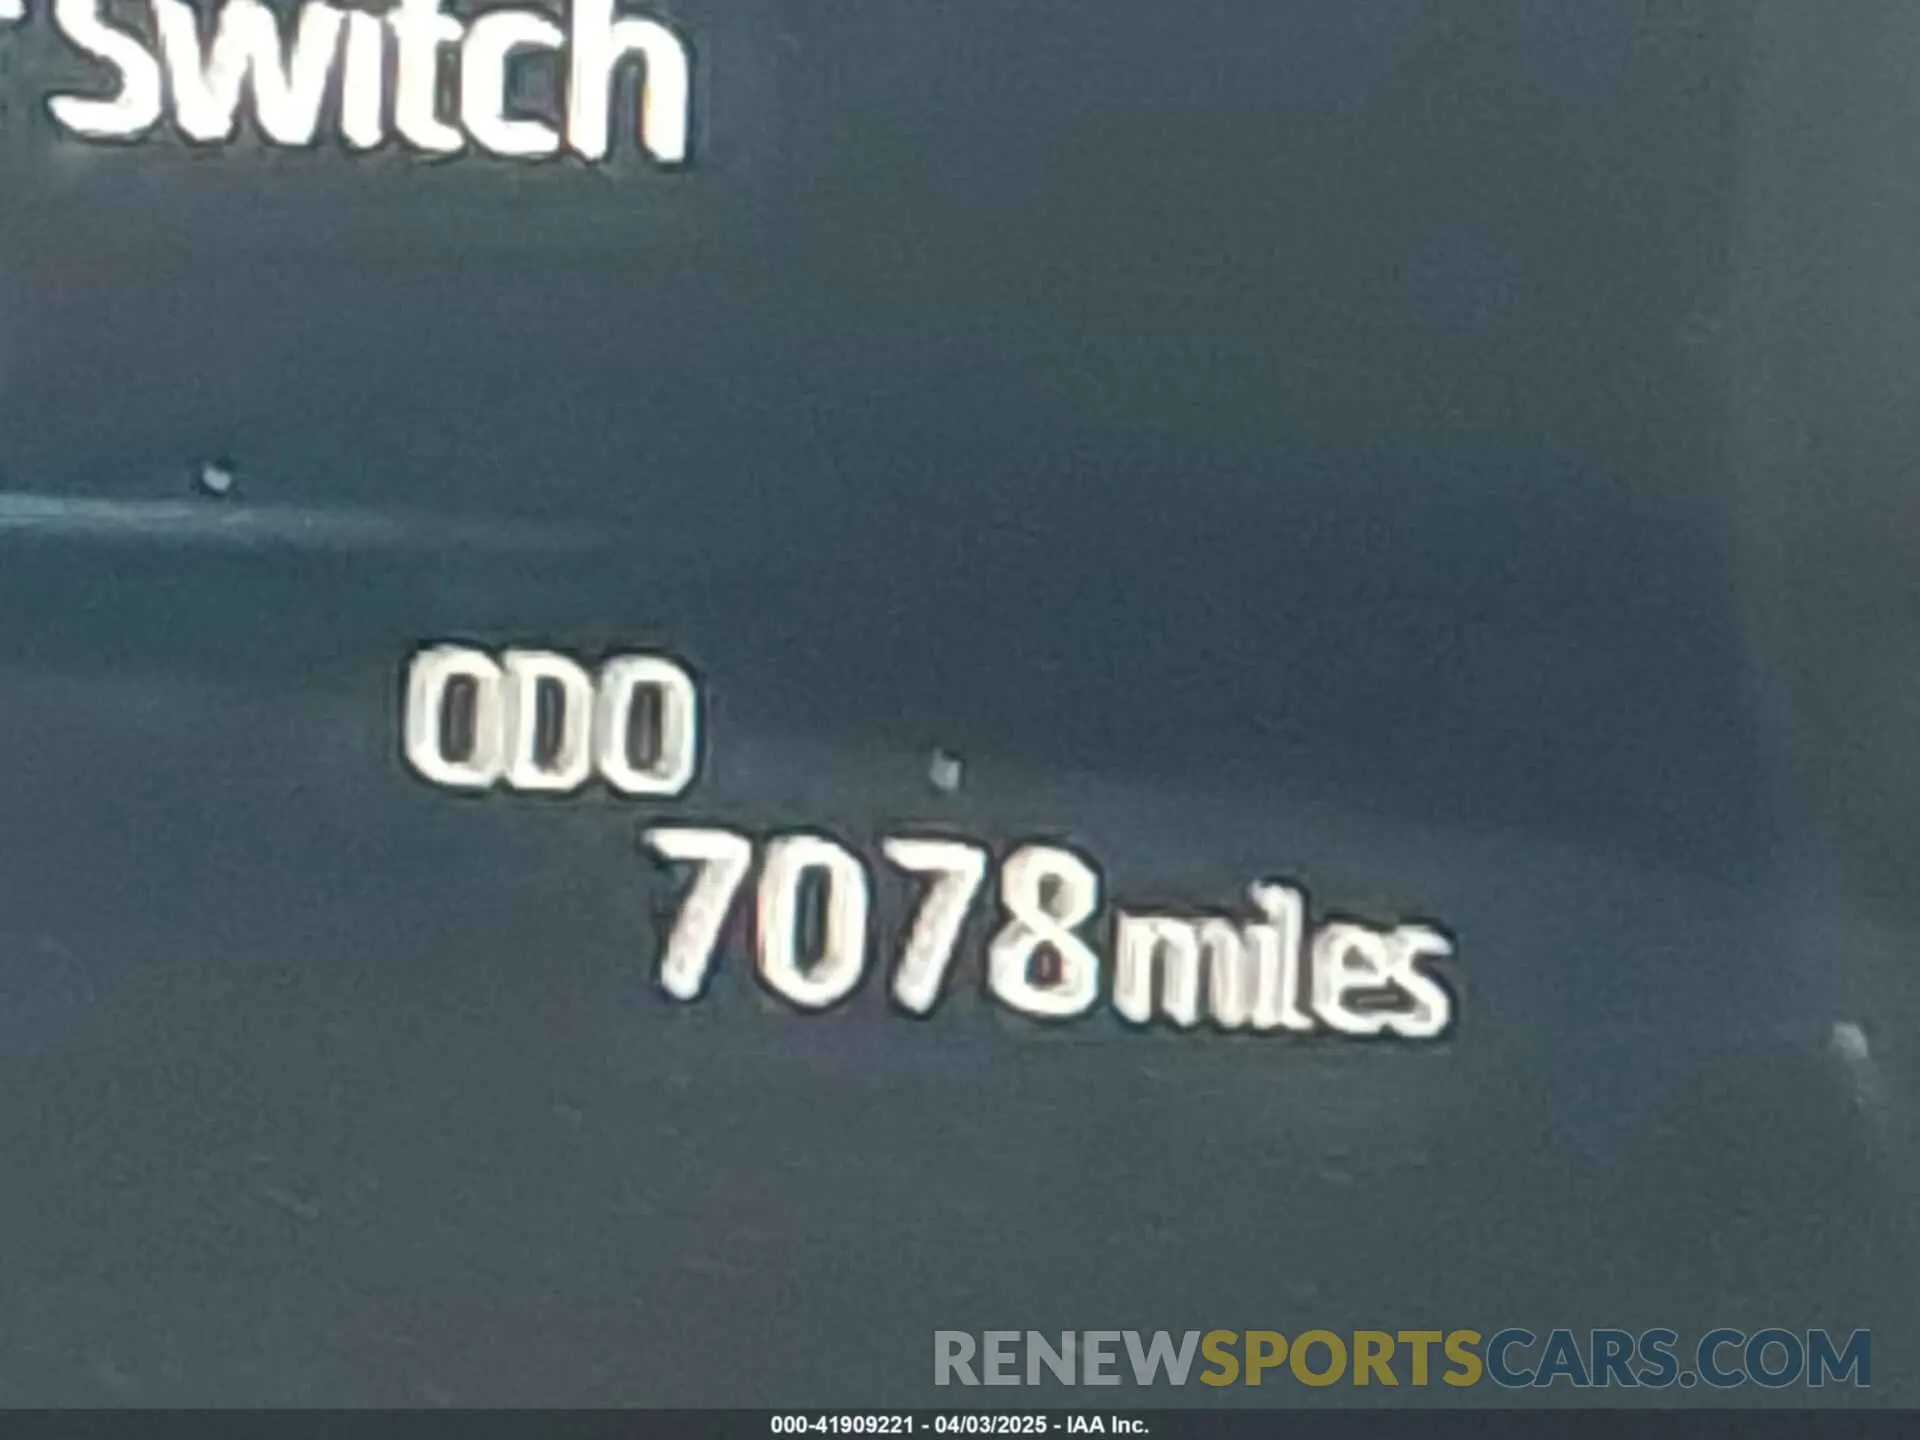 Switch
ODO
7078miles
RENEWSPORTSCARS.COM
000-41909221 - 04/03/2025 - IAA Inc.